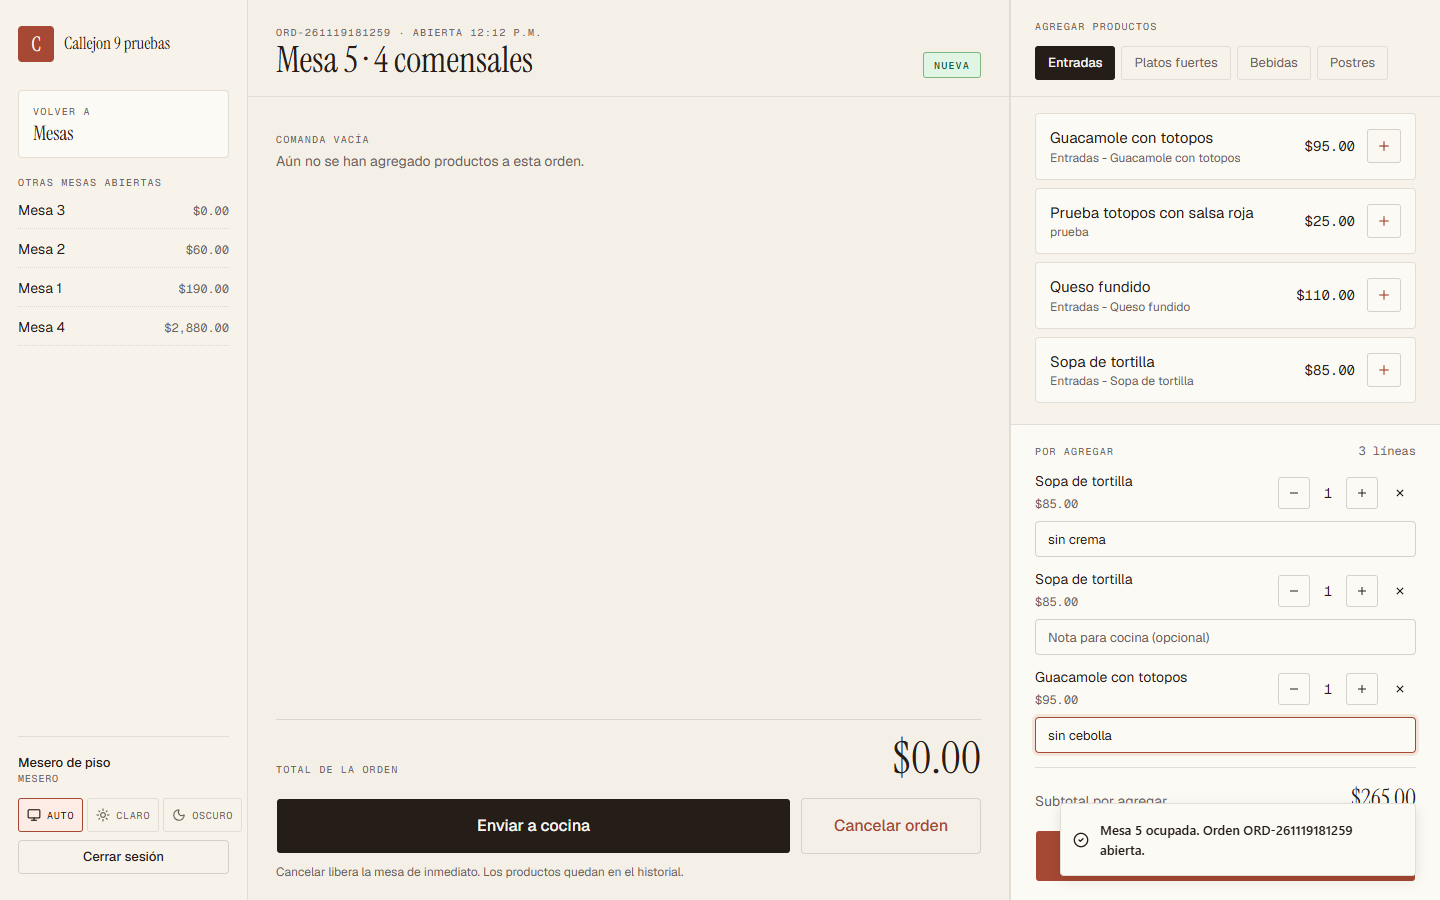 C
Callejon 9 pruebas
VOLVER A
Mesas
OTRAS MESAS ABIERTAS
Mesa 3 $0.00
Mesa 2 $60.00
Mesa 1 $190.00
Mesa 4 $2,880.00
Mesero de piso
MESERO
AUTO CLARO OSCURO
Cerrar sesión
ORD-261119181259 · ABIERTA 12:12 P.M.
Mesa 5 · 4 comensales
NUEVA
COMANDA VACÍA
Aún no se han agregado productos a esta orden.
TOTAL DE LA ORDEN $0.00
Enviar a cocina Cancelar orden
Cancelar libera la mesa de inmediato. Los productos quedan en el historial.
AGREGAR PRODUCTOS
Entradas Platos fuertes Bebidas Postres
Guacamole con totopos $95.00 +
Entradas - Guacamole con totopos
Prueba totopos con salsa roja $25.00 +
prueba
Queso fundido $110.00 +
Entradas - Queso fundido
Sopa de tortilla $85.00 +
Entradas - Sopa de tortilla
POR AGREGAR 3 líneas
Sopa de tortilla − 1 + ×
$85.00
sin crema
Sopa de tortilla − 1 + ×
$85.00
Nota para cocina (opcional)
Guacamole con totopos − 1 + ×
$95.00
sin cebolla
Subtotal por agregar $265.00
Mesa 5 ocupada. Orden ORD-261119181259
abierta.